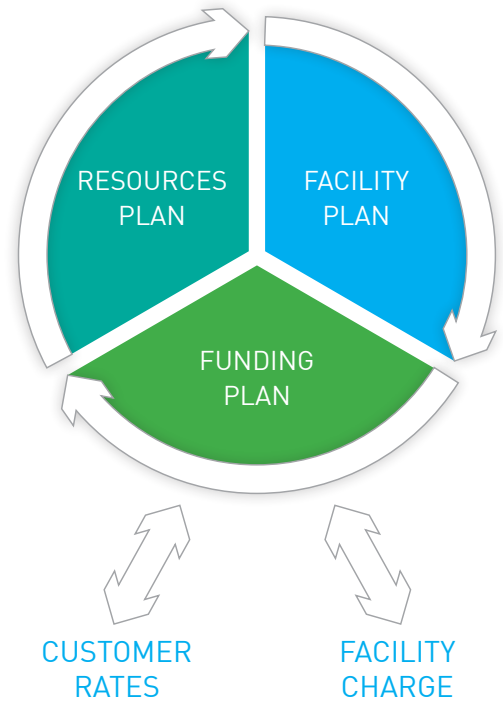 RESOURCES
PLAN
FACILITY
PLAN
FUNDING
PLAN
CUSTOMER
RATES
FACILITY
CHARGE